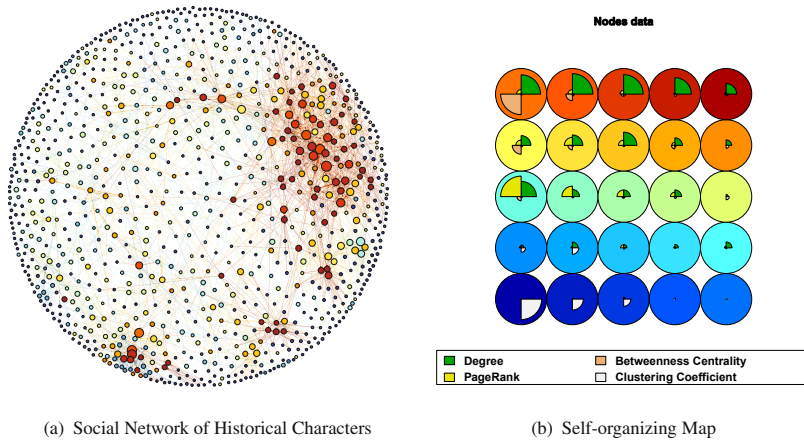 Nodes data
Degree
Betweenness Centrality
PageRank
Clustering Coefficient
(a) Social Network of Historical Characters
(b) Self-organizing Map